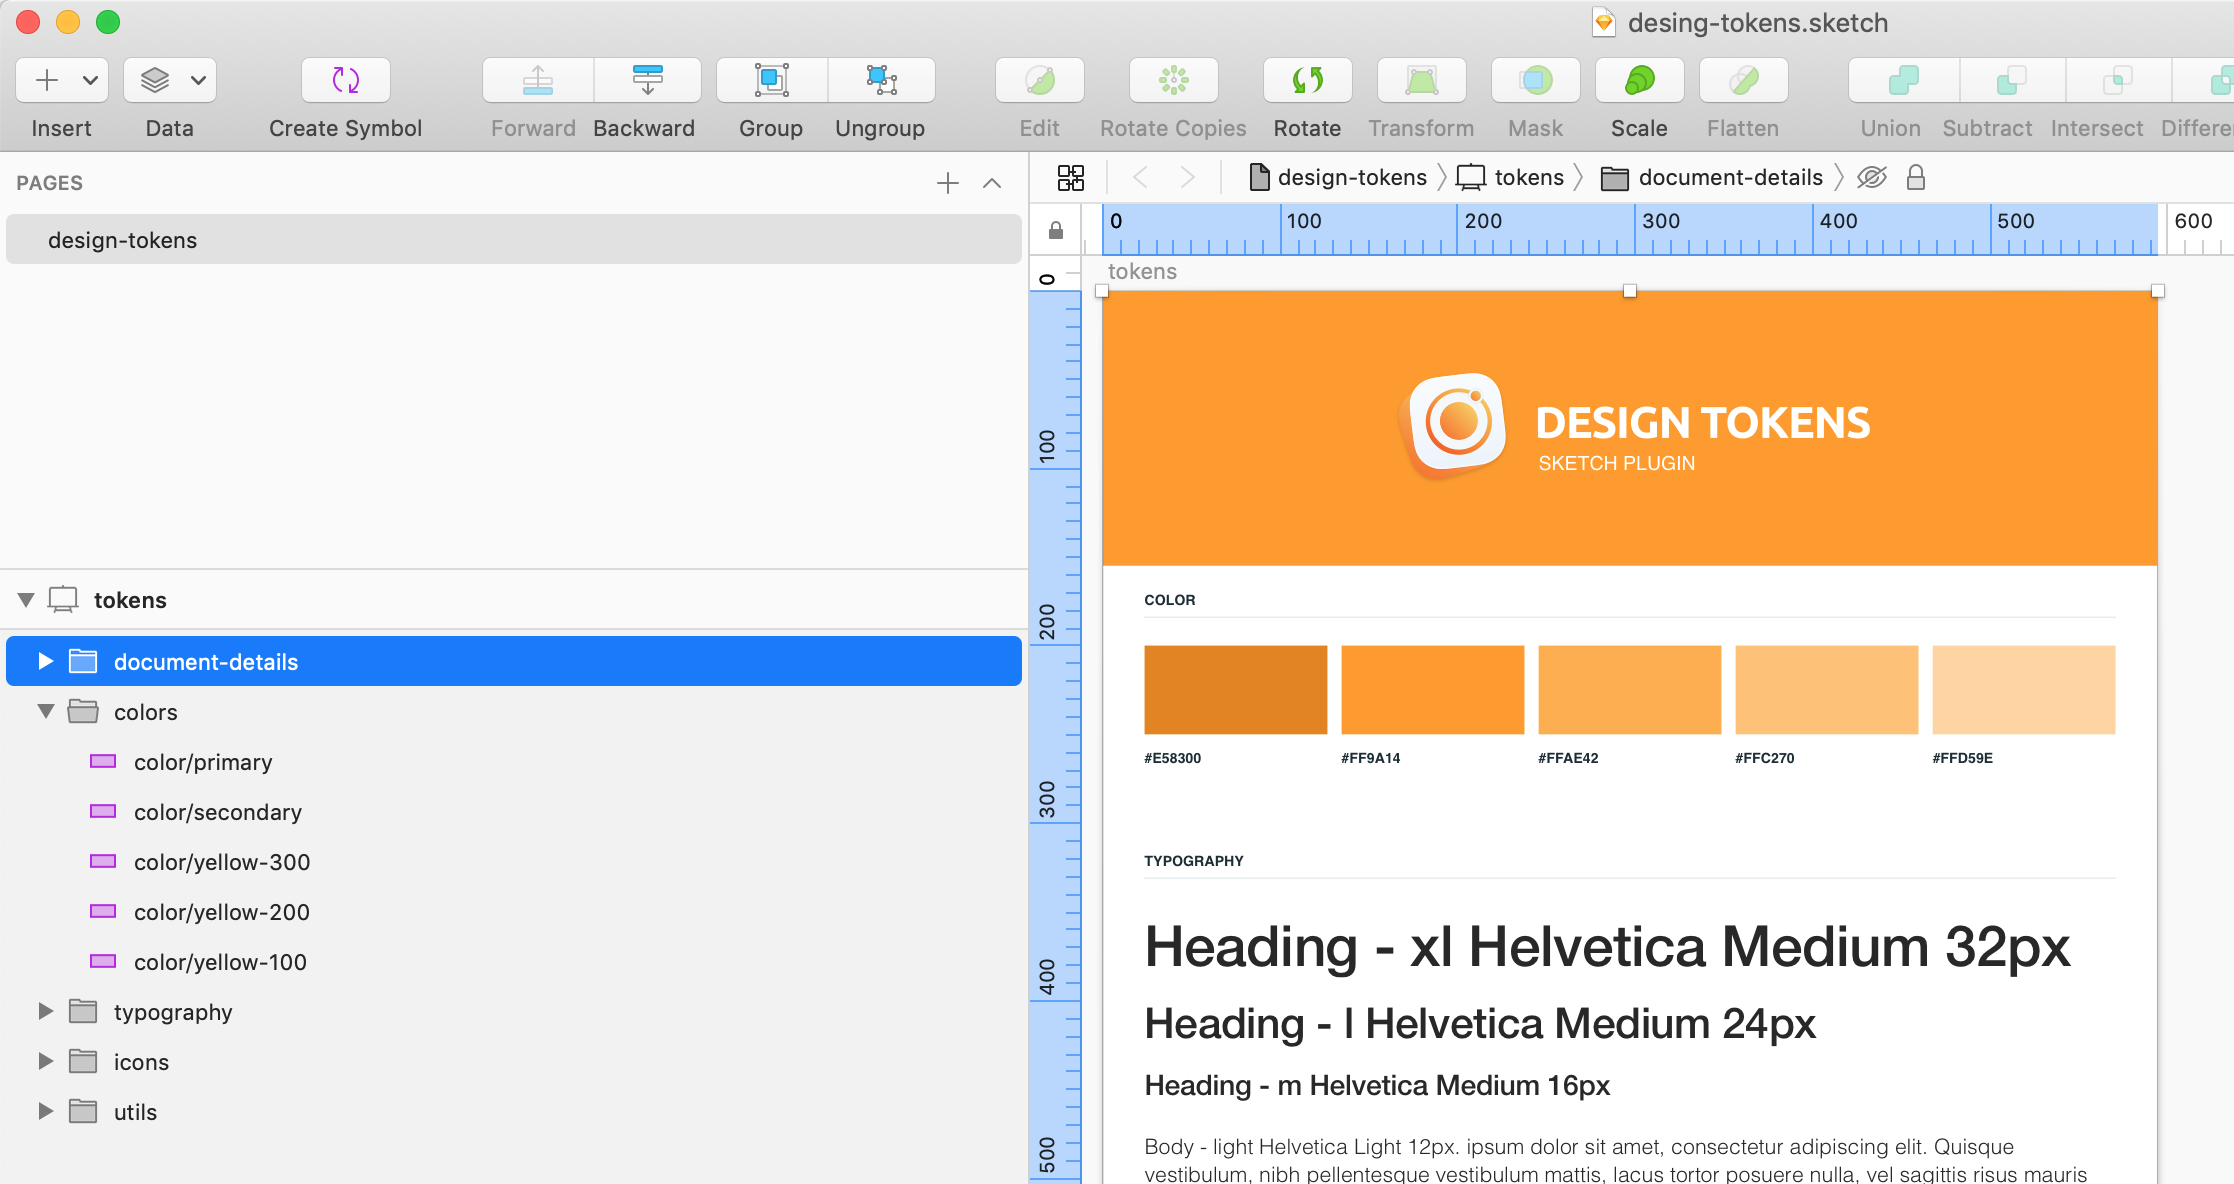 desing-tokens.sketch
Insert
Data
Create Symbol
Forward
Backward
Group
Ungroup
Edit
Rotate Copies
Rotate
Transform
Mask
Scale
Flatten
Union
Subtract
Intersect
Differe
PAGES
design-tokens
tokens
document-details
colors
color/primary
color/secondary
color/yellow-300
color/yellow-200
color/yellow-100
typography
icons
utils
design-tokens
tokens
document-details
0 100 200 300 400 500 600
0
100
200
300
400
500
tokens
DESIGN TOKENS
SKETCH PLUGIN
COLOR
#E58300 #FF9A14 #FFAE42 #FFC270 #FFD59E
TYPOGRAPHY
Heading - xl Helvetica Medium 32px
Heading - l Helvetica Medium 24px
Heading - m Helvetica Medium 16px
Body - light Helvetica Light 12px. ipsum dolor sit amet, consectetur adipiscing elit. Quisque
vestibulum, nibh pellentesque vestibulum mattis, lacus tortor posuere nulla, vel sagittis risus mauris